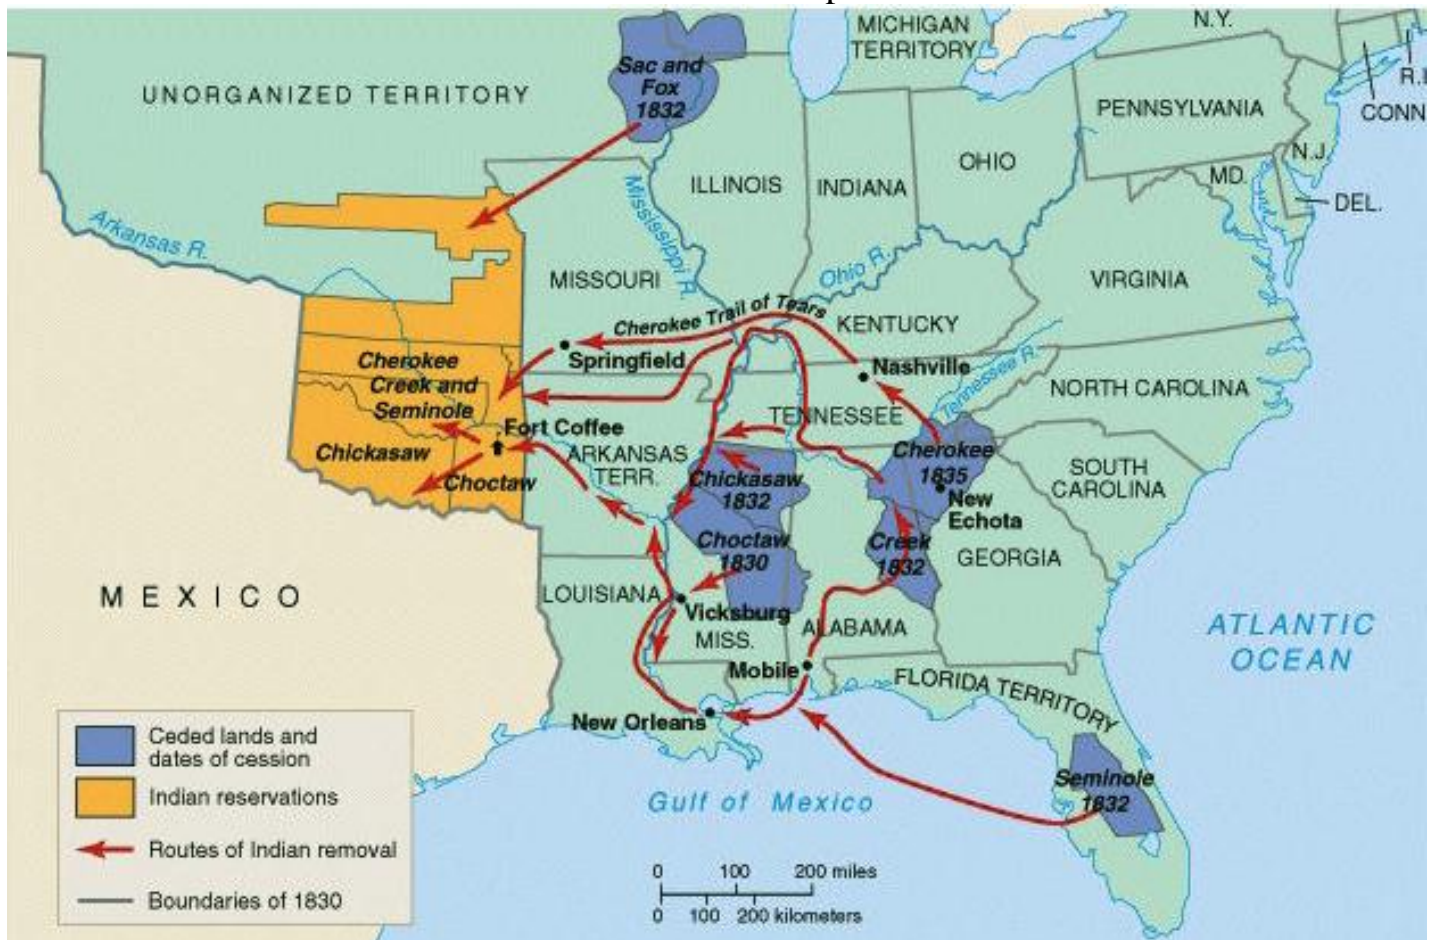 MICHIGAN
TERRITORY
N.Y.
R.I
CONN
Sac and
Fox
1832
UNORGANIZED TERRITORY
PENNSYLVANIA
OHIO
N.J.
MD.
DEL.
ILLINOIS
INDIANA
Mississippi R.
Arkansas R.
Ohio R.
MISSOURI
VIRGINIA
Cherokee Trail of Tears
KENTUCKY
Springfield
Nashville
Tennessee R.
NORTH CAROLINA
Cherokee
Creek and
Seminole
TENNESSEE
Fort Coffee
ARKANSAS
TERR.
Chickasaw
Choctaw
Chickasaw
1832
Cherokee
1835
New
Echota
SOUTH
CAROLINA
Choctaw
1830
Creek
1832
GEORGIA
MEXICO
LOUISIANA
Vicksburg
MISS.
ALABAMA
ATLANTIC
OCEAN
Mobile
FLORIDA TERRITORY
New Orleans
Seminole
1832
Gulf of Mexico
Ceded lands and
dates of cession
Indian reservations
Routes of Indian removal
Boundaries of 1830
0 100 200 miles
0 100 200 kilometers